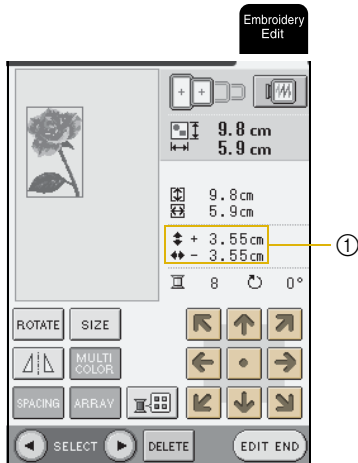 Embroidery
Edit
9.8 cm
5.9 cm
9.8cm
5.9cm
+ 3.55cm
- 3.55cm
①
8 0°
ROTATE SIZE
MULTI
COLOR
SPACING ARRAY
SELECT DELETE EDIT END